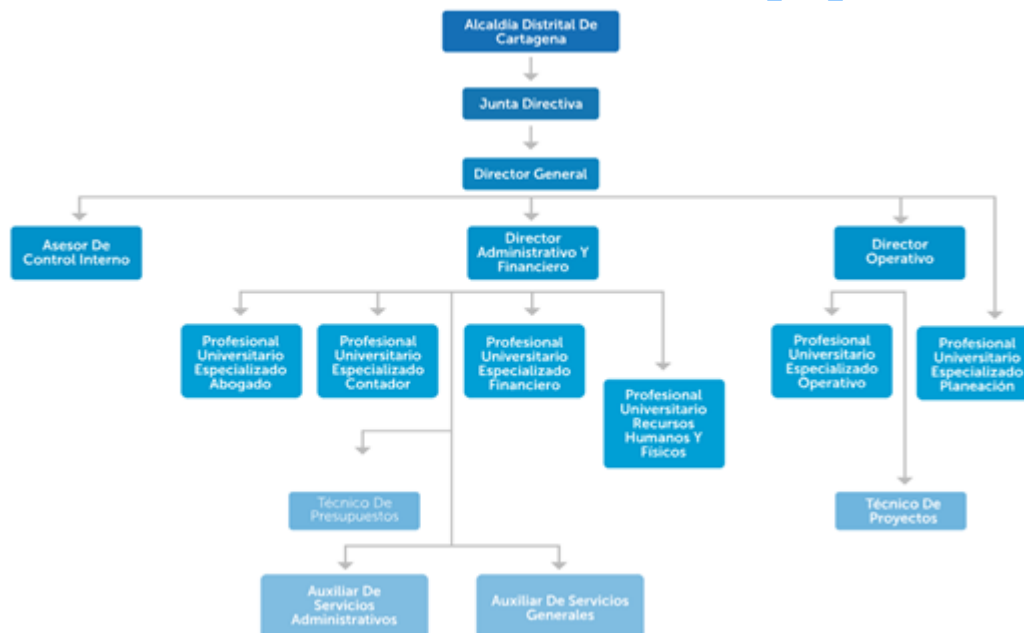 Alcaldía Distrital De
Cartagena
Junta Directiva
Director General
Asesor De
Control Interno
Director
Administrativo Y
Financiero
Director
Operativo
Profesional
Universitario
Especializado
Abogado
Profesional
Universitario
Especializado
Contador
Profesional
Universitario
Especializado
Financiero
Profesional
Universitario
Recursos
Humanos Y
Físicos
Profesional
Universitario
Especializado
Operativo
Profesional
Universitario
Especializado
Planeación
Técnico De
Presupuestos
Técnico De
Proyectos
Auxiliar De
Servicios
Administrativos
Auxiliar De Servicios
Generales